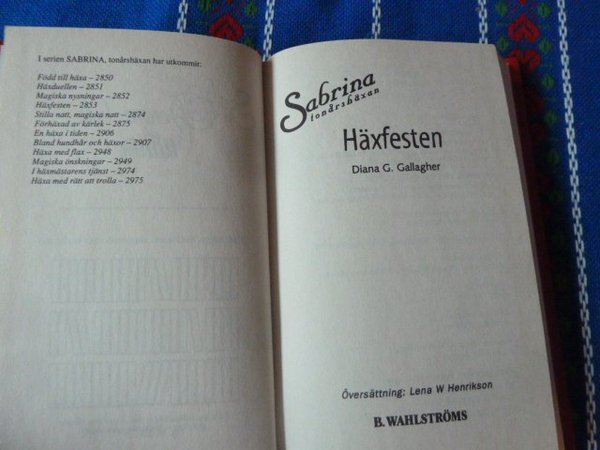 I serien SABRINA, tonårshäxan har utkommit:
Född till häxa – 2850
Häxduellen – 2851
Magiska nysningar – 2852
Häxfesten – 2853
Stilla natt, magiska natt – 2874
Förhäxad av kärlek – 2875
En häxa i tiden – 2906
Bland hundhår och häxor – 2907
Häxa med flax – 2948
Magiska önskningar – 2949
I häxmästarens tjänst – 2974
Häxa med rätt att trolla – 2975
Sabrina
tonårshäxan
Häxfesten
Diana G. Gallagher
Översättning: Lena W Henrikson
B. WAHLSTRÖMS